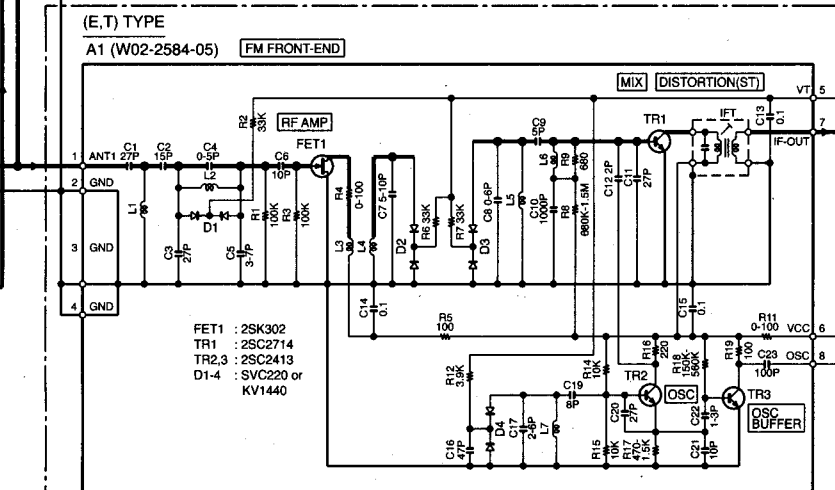 (E,T) TYPE
A1 (W02-2584-05) FM FRONT-END
MIX DISTORTION(ST)
VT 5
R2 33K
RF AMP
FET1
C9 5P
TR1
IFT
C13 0.1
7
IF-OUT
1 ANT1
C1 27P
C2 15P
C4 0-5P
L2
C6 10P
R4 0-100
C7 5-10P
L6
R9 680
C12 2P
C11 27P
2 GND
L1
D1
R1 100K
R3 100K
R6 33K
R7 33K
C8 0-6P
L5
C10 1000P
R8 680K-1.5M
3 GND
C3 27P
C5 3-7P
L3
L4
D2
D3
4 GND
C14 0.1
C15 0.1
R5 100
R11 0-100
VCC 6
FET1 : 2SK302
TR1 : 2SC2714
TR2,3 : 2SC2413
D1-4 : SVC220 or
KV1440
R12 3.9K
R14 10K
R16 220
R18 150K-560K
R19 100
C23 100P
OSC 8
C19 8P
TR2
OSC
TR3
OSC BUFFER
D4
C17 2-6P
L7
C20 27P
C22 1-3P
C16 47P
R15 10K
R17 470-1.5K
C21 10P